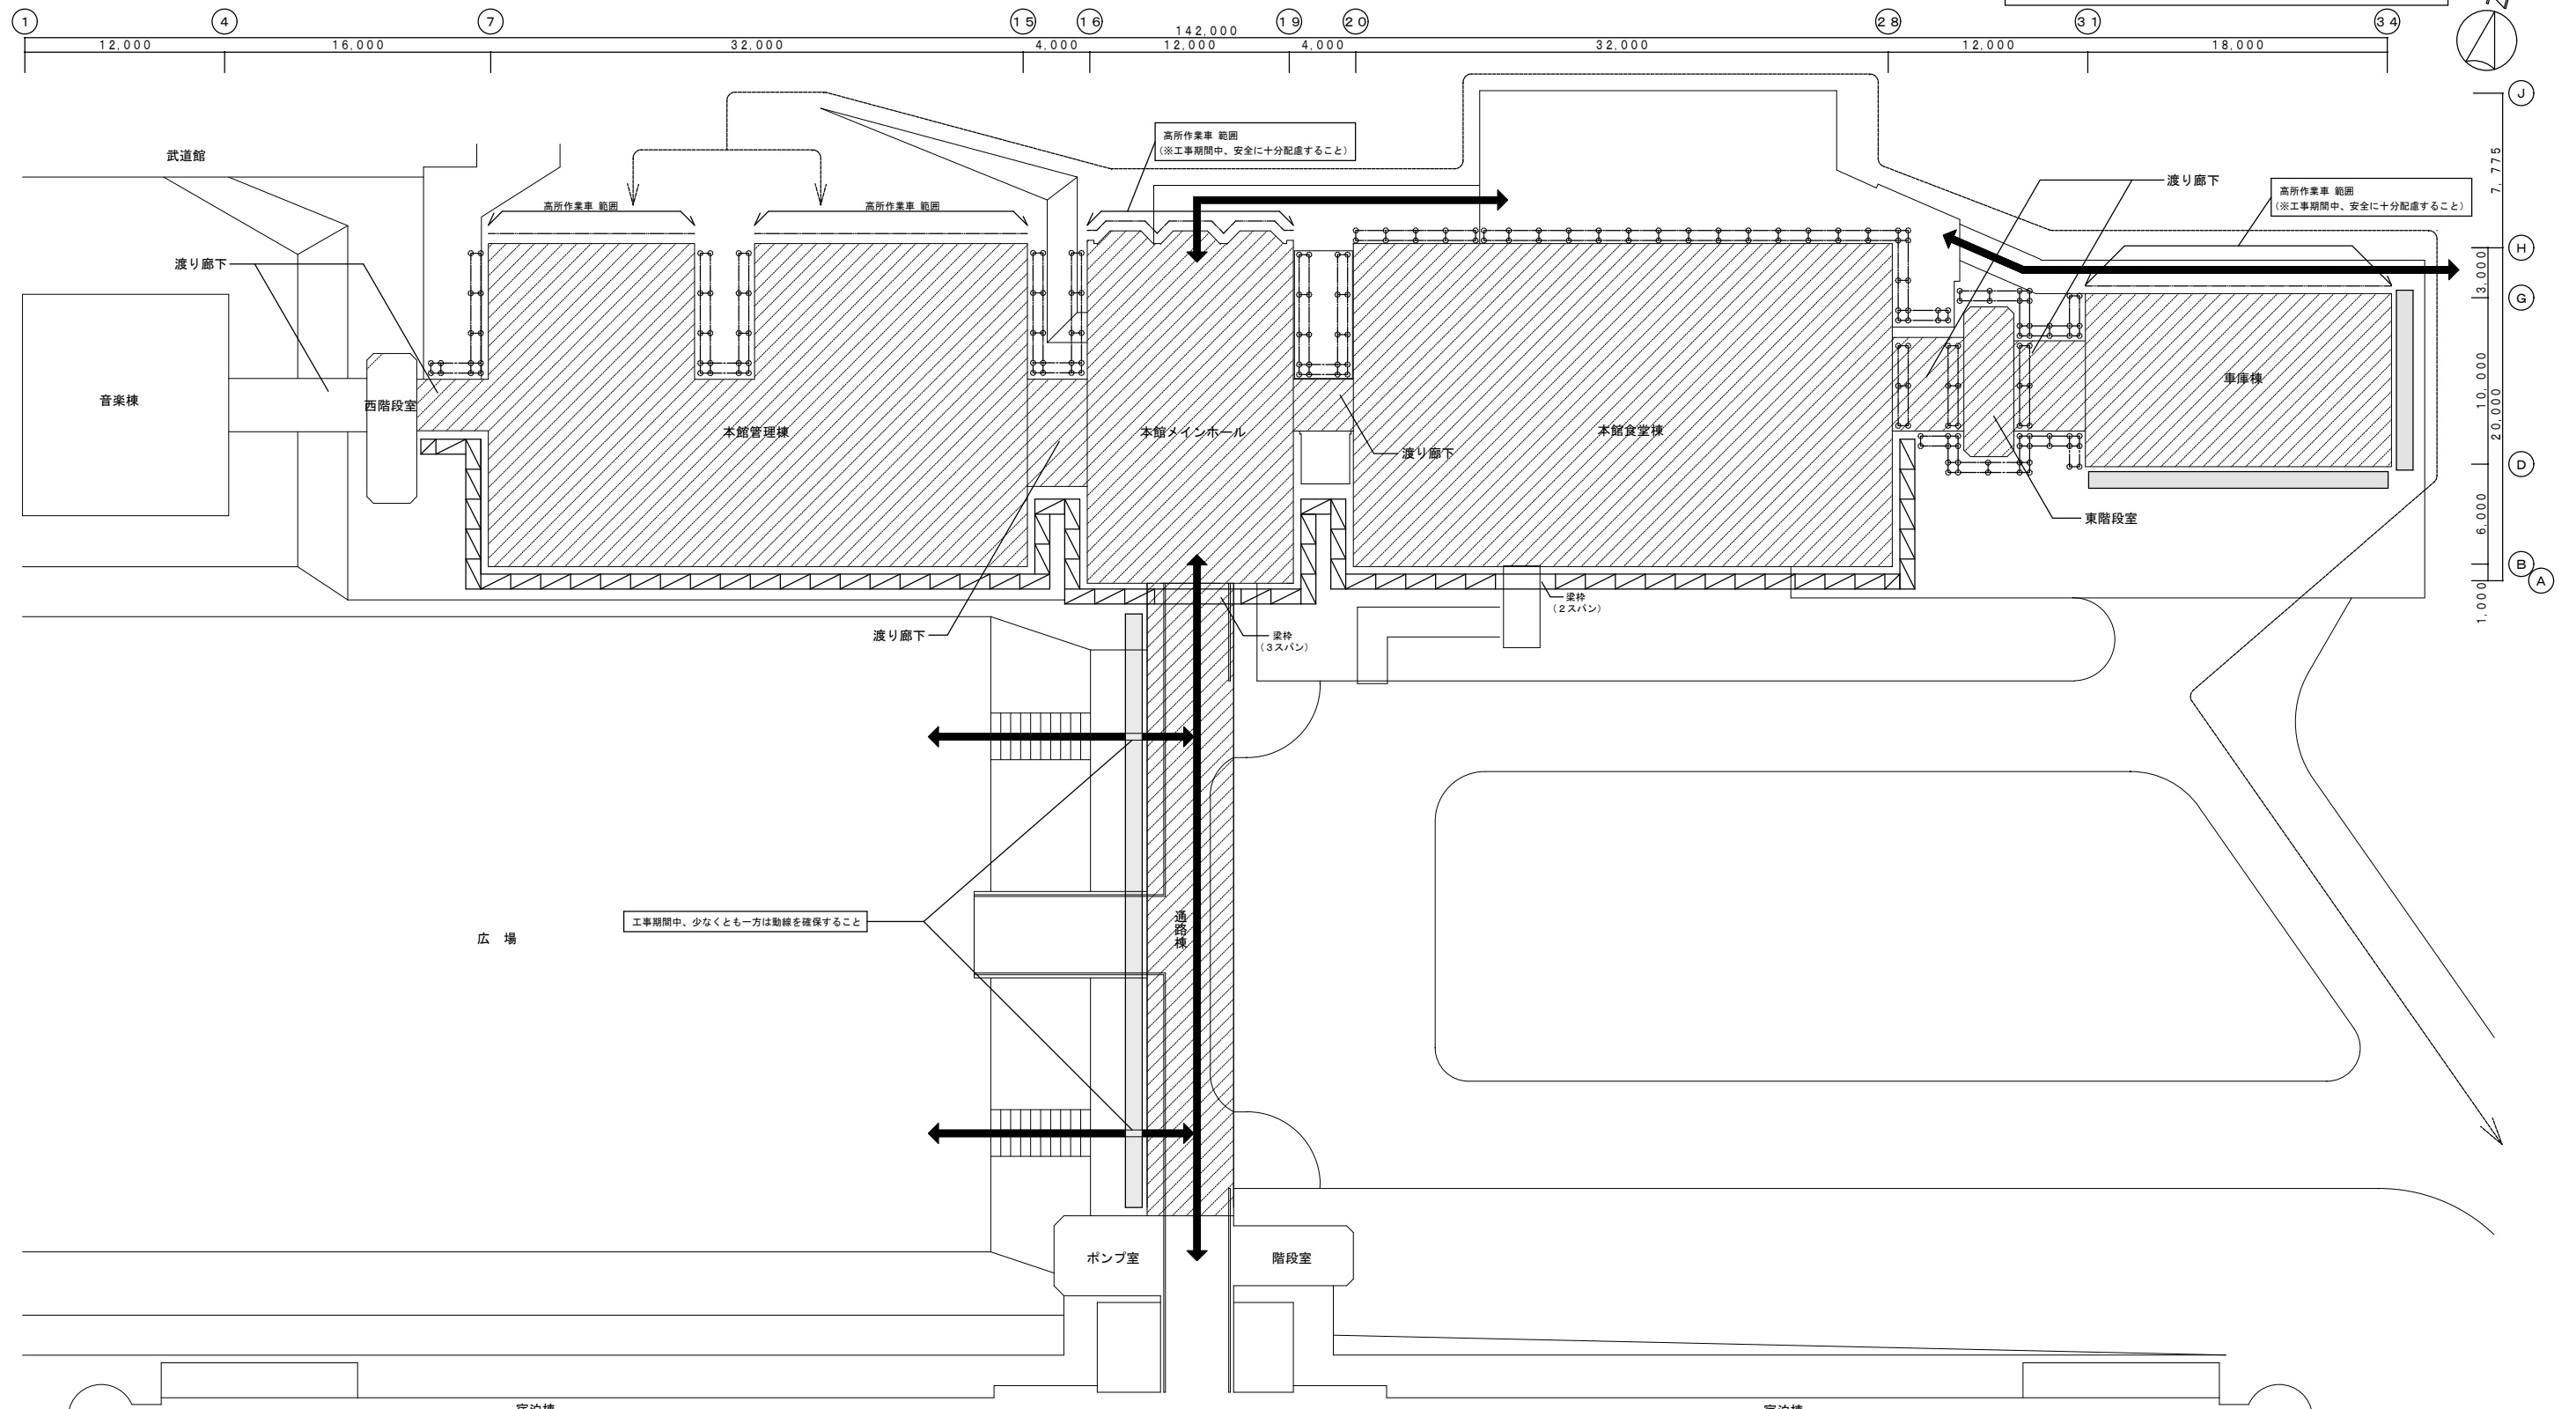 1 4 7 15 16 19 20 28 31 34
142,000
12,000 16,000 32,000 4,000 12,000 4,000 32,000 12,000 18,000
J
H
G
D
B
A
7,775
3,000
10,000
20,000
6,000
1,000
武道館
高所作業車 範囲
（※工事期間中、安全に十分配慮すること）
渡り廊下
高所作業車 範囲
（※工事期間中、安全に十分配慮すること）
高所作業車 範囲
高所作業車 範囲
渡り廊下
音楽棟
西階段室
本館管理棟
本館メインホール
本館食堂棟
車庫棟
渡り廊下
東階段室
梁枠
（２スパン）
渡り廊下
梁枠
（３スパン）
工事期間中、少なくとも一方は動線を確保すること
広 場
通路棟
ポンプ室
階段室